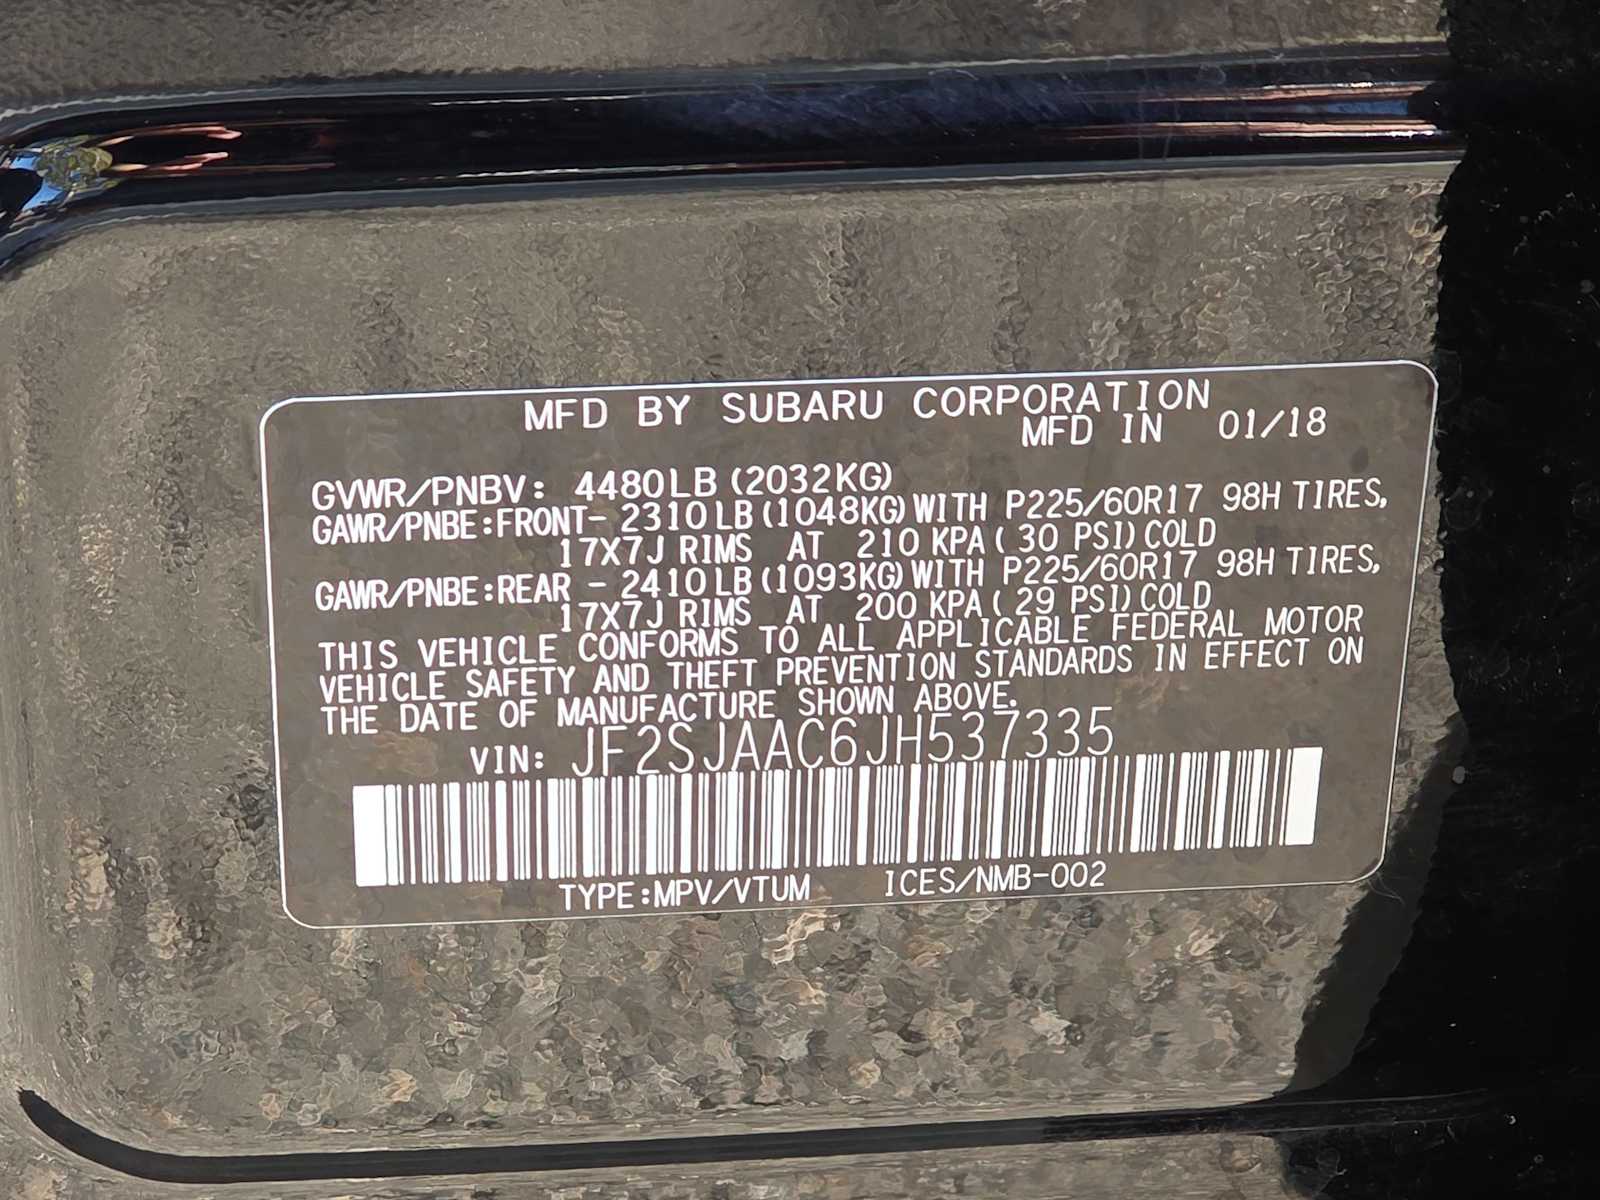 MFD BY SUBARU CORPORATION
MFD IN 01/18
GVWR/PNBV: 4480LB (2032KG)
GAWR/PNBE:FRONT- 2310LB(1048KG)WITH P225/60R17 98H TIRES,
17X7J RIMS AT 210 KPA( 30 PSI)COLD
GAWR/PNBE:REAR - 2410LB(1093KG)WITH P225/60R17 98H TIRES,
17X7J RIMS AT 200 KPA( 29 PSI)COLD
THIS VEHICLE CONFORMS TO ALL APPLICABLE FEDERAL MOTOR
VEHICLE SAFETY AND THEFT PREVENTION STANDARDS IN EFFECT ON
THE DATE OF MANUFACTURE SHOWN ABOVE.
VIN: JF2SJAAC6JH537335
TYPE:MPV/VTUM ICES/NMB-002